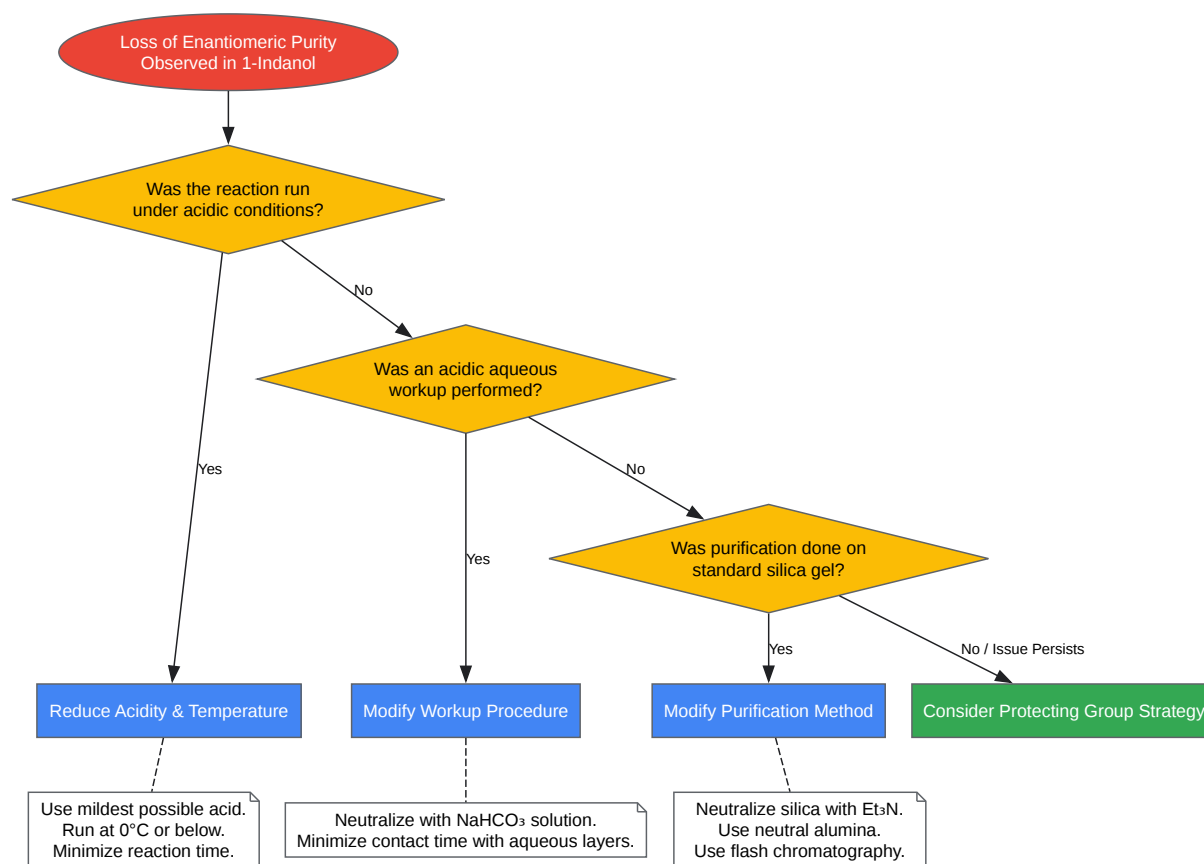 Loss of Enantiomeric Purity
Observed in 1-Indanol
Was the reaction run
under acidic conditions?
No
Was an acidic aqueous
workup performed?
Yes
No
Was purification done on
standard silica gel?
Yes
Yes
No / Issue Persists
Reduce Acidity & Temperature
Modify Workup Procedure
Modify Purification Method
Consider Protecting Group Strategy
Use mildest possible acid.
Run at 0°C or below.
Minimize reaction time.
Neutralize with NaHCO₃ solution.
Minimize contact time with aqueous layers.
Neutralize silica with Et₃N.
Use neutral alumina.
Use flash chromatography.